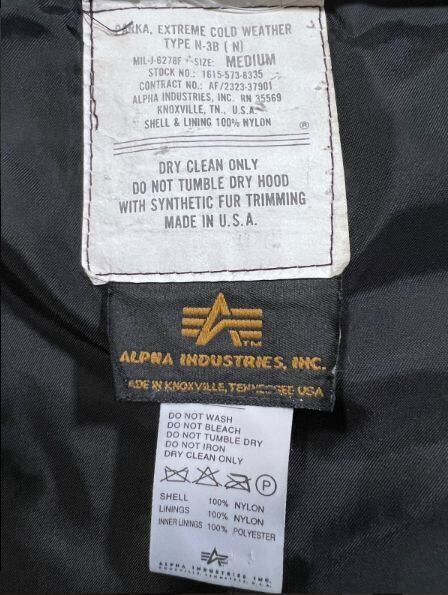 PARKA, EXTREME COLD WEATHER
TYPE N-3B (N)
MIL-J-6278F SIZE: MEDIUM
STOCK NO.: 1615-573-8335
CONTRACT NO.: AF/2323-37901
ALPHA INDUSTRIES, INC. RN 35569
KNOXVILLE, TN., U.S.A.
SHELL & LINING 100% NYLON ®
DRY CLEAN ONLY
DO NOT TUMBLE DRY HOOD
WITH SYNTHETIC FUR TRIMMING
MADE IN U.S.A.
TM
ALPHA INDUSTRIES, INC.
MADE IN KNOXVILLE, TENNESSEE USA
DO NOT WASH
DO NOT BLEACH
DO NOT TUMBLE DRY
DO NOT IRON
DRY CLEAN ONLY
P
SHELL 100% NYLON
LININGS 100% NYLON
INNER LININGS 100% POLYESTER
ALPHA INDUSTRIES INC.